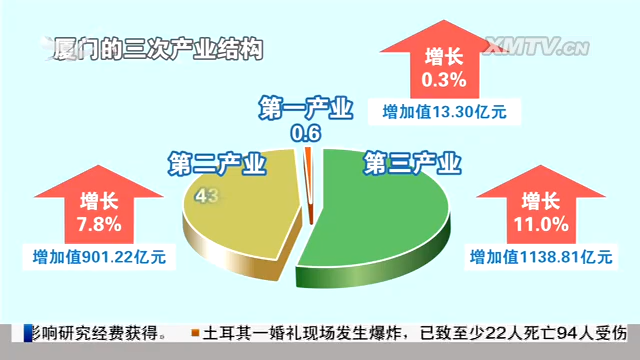 厦门的三次产业结构
XMTV.CN
增长
0.3%
增加值13.30亿元
第一产业
0.6
第二产业
43
第三产业
增长
7.8%
增加值901.22亿元
增长
11.0%
增加值1138.81亿元
影响研究经费获得。 ■土耳其一婚礼现场发生爆炸，已致至少22人死亡94人受伤